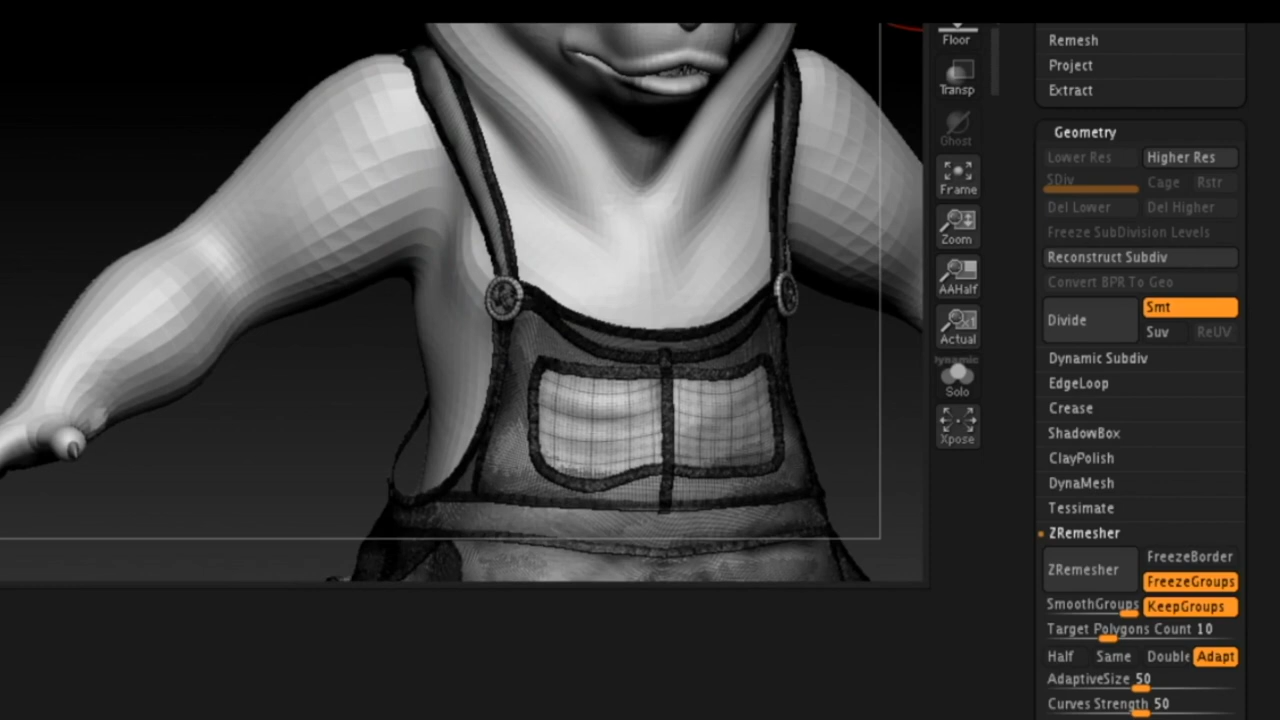 Floor
Transp
Ghost
Frame
Zoom
AAHalf
Actual
Dynamic
Solo
Xpose
Remesh
Project
Extract
Geometry
Lower Res Higher Res
SDiv Cage Rstr
Del Lower Del Higher
Freeze SubDivision Levels
Reconstruct Subdiv
Convert BPR To Geo
Divide Smt
Suv ReUV
Dynamic Subdiv
EdgeLoop
Crease
ShadowBox
ClayPolish
DynaMesh
Tessimate
ZRemesher
ZRemesher FreezeBorder
FreezeGroups
SmoothGroups KeepGroups
Target Polygons Count 10
Half Same Double Adapt
AdaptiveSize 50
Curves Strength 50